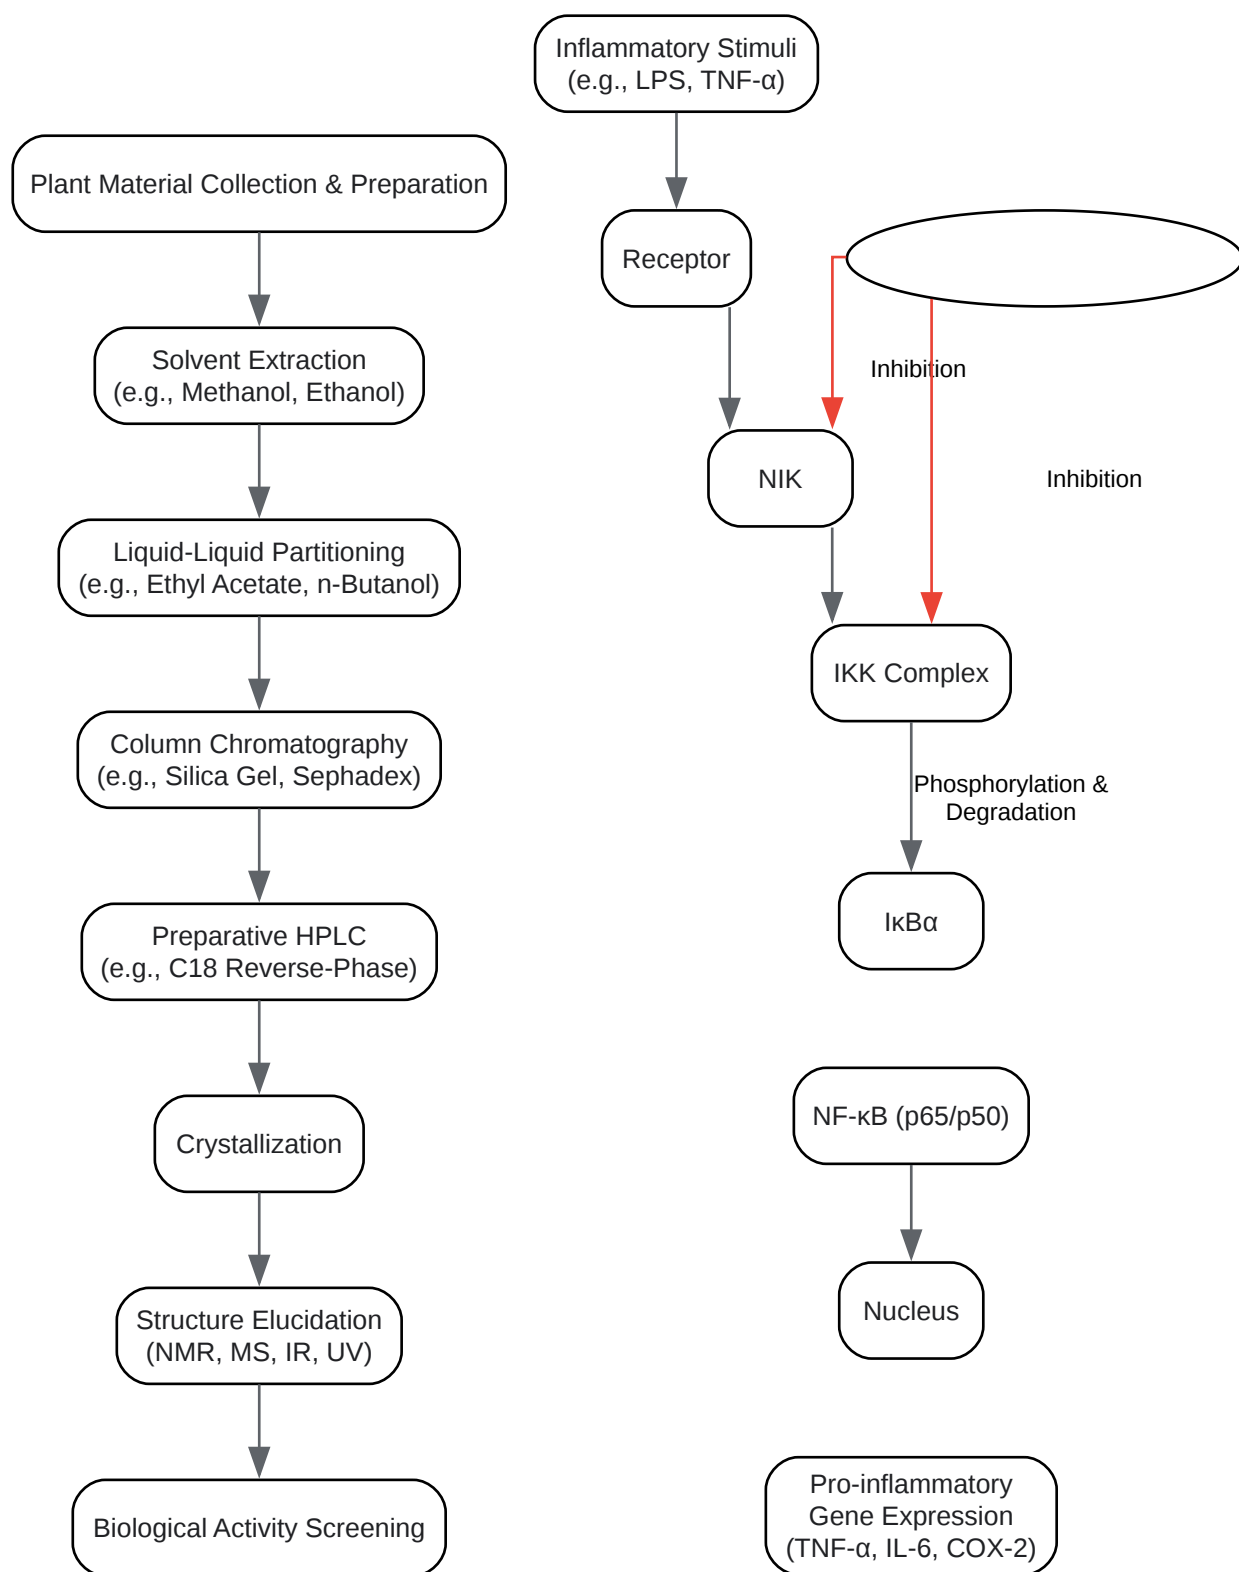 Plant Material Collection & Preparation
Solvent Extraction
(e.g., Methanol, Ethanol)
Liquid-Liquid Partitioning
(e.g., Ethyl Acetate, n-Butanol)
Column Chromatography
(e.g., Silica Gel, Sephadex)
Preparative HPLC
(e.g., C18 Reverse-Phase)
Crystallization
Structure Elucidation
(NMR, MS, IR, UV)
Biological Activity Screening
Inflammatory Stimuli
(e.g., LPS, TNF-α)
Receptor
Inhibition
NIK
Inhibition
IKK Complex
Phosphorylation &
Degradation
IκBα
NF-κB (p65/p50)
Nucleus
Pro-inflammatory
Gene Expression
(TNF-α, IL-6, COX-2)